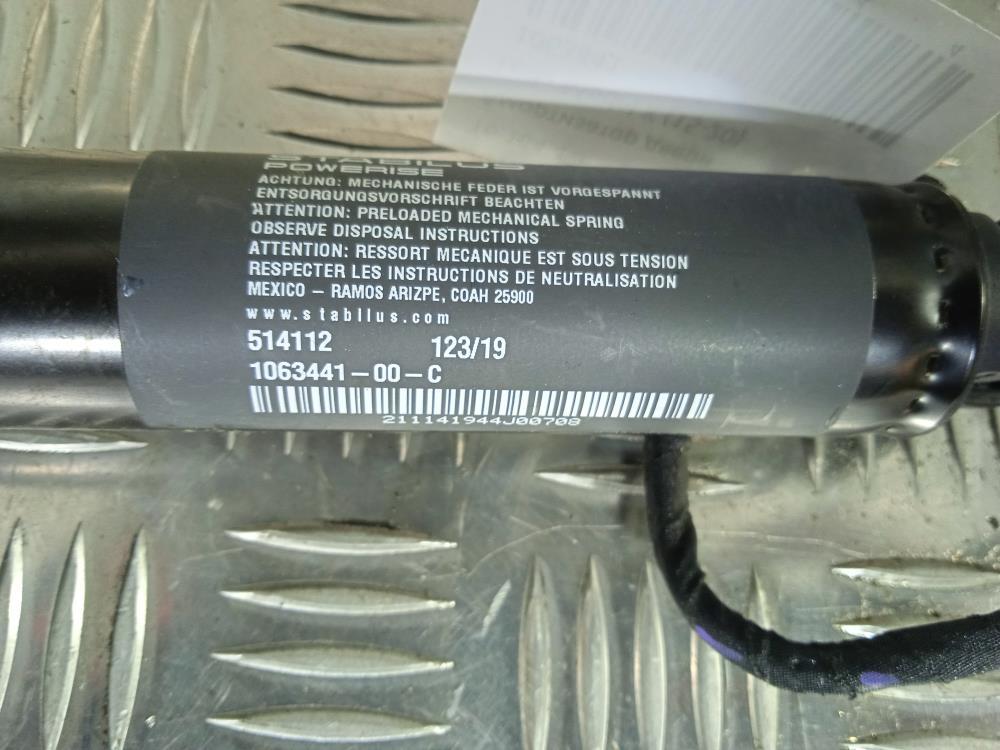 STABILUS
POWERISE
ACHTUNG: MECHANISCHE FEDER IST VORGESPANNT
ENTSORGUNGSVORSCHRIFT BEACHTEN
ATTENTION: PRELOADED MECHANICAL SPRING
OBSERVE DISPOSAL INSTRUCTIONS
ATTENTION: RESSORT MECANIQUE EST SOUS TENSION
RESPECTER LES INSTRUCTIONS DE NEUTRALISATION
MEXICO – RAMOS ARIZPE, COAH 25900
www.stabilus.com
514112 123/19
1063441–00–C
211141944J00708